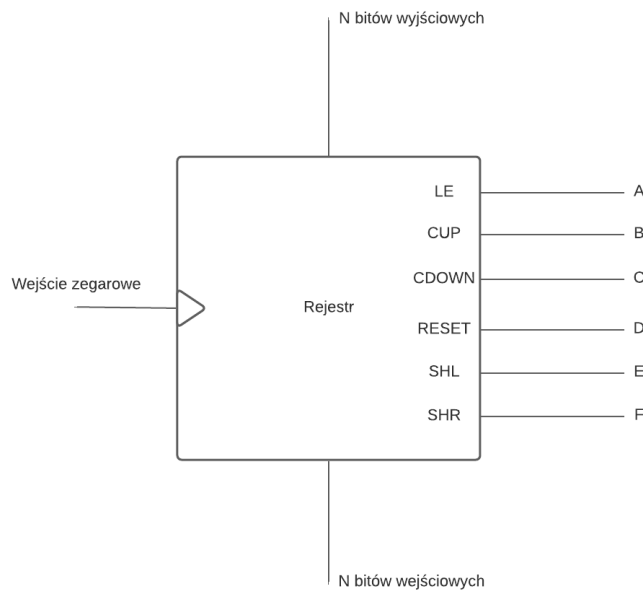 N bitów wyjściowych
LE A
CUP B
CDOWN C
Wejście zegarowe
Rejestr
RESET D
SHL E
SHR F
N bitów wejściowych